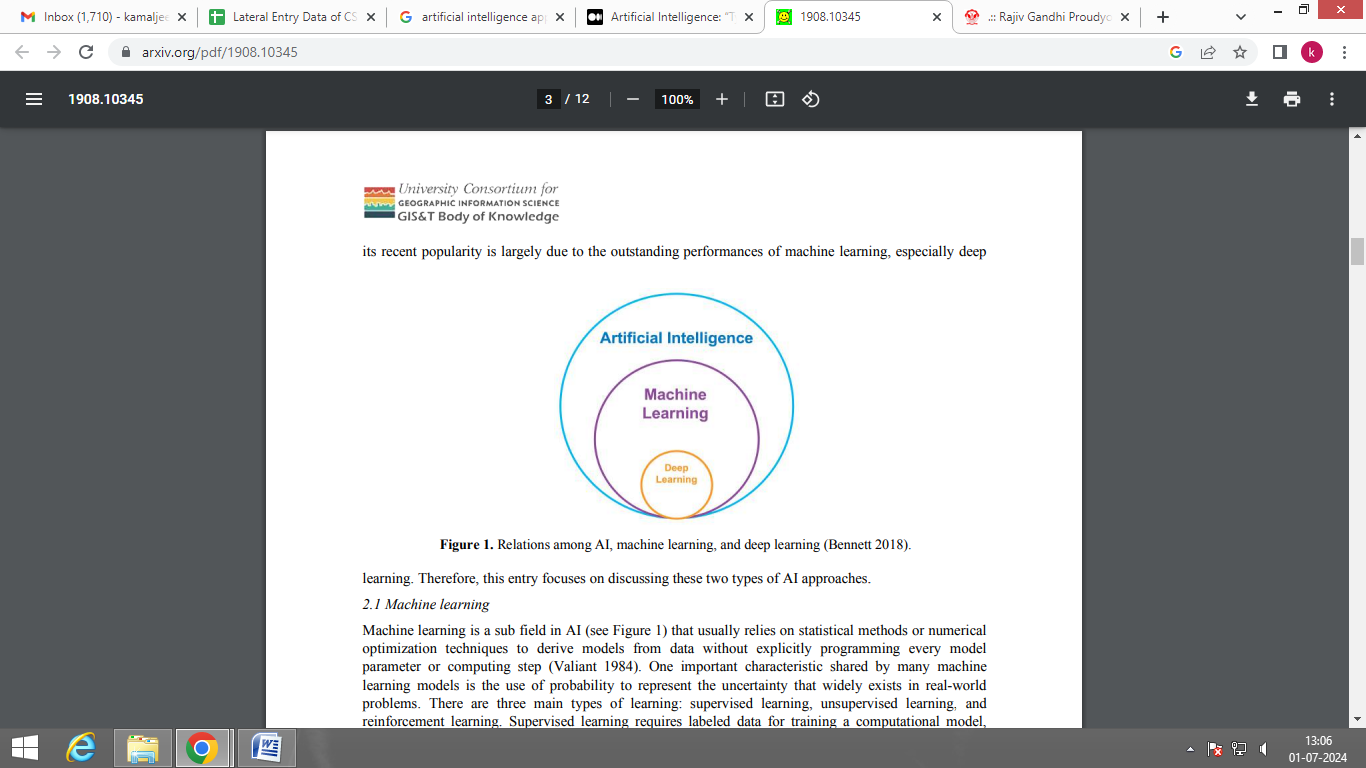 Inbox (1,710) - kamaljee
Lateral Entry Data of CS
artificial intelligence ap
Artificial Intelligence: "T
1908.10345
.:: Rajiv Gandhi Proudyo
arxiv.org/pdf/1908.10345
k
1908.10345
3 / 12
100%
University Consortium for
GEOGRAPHIC INFORMATION SCIENCE
GIS&T Body of Knowledge
its recent popularity is largely due to the outstanding performances of machine learning, especially deep
Artificial Intelligence
Machine
Learning
Deep
Learning
Figure 1. Relations among AI, machine learning, and deep learning (Bennett 2018).
learning. Therefore, this entry focuses on discussing these two types of AI approaches.
2.1 Machine learning
Machine learning is a sub field in AI (see Figure 1) that usually relies on statistical methods or numerical
optimization techniques to derive models from data without explicitly programming every model
parameter or computing step (Valiant 1984). One important characteristic shared by many machine
learning models is the use of probability to represent the uncertainty that widely exists in real-world
problems. There are three main types of learning: supervised learning, unsupervised learning, and
reinforcement learning. Supervised learning requires labeled data for training a computational model,
13:06
01-07-2024